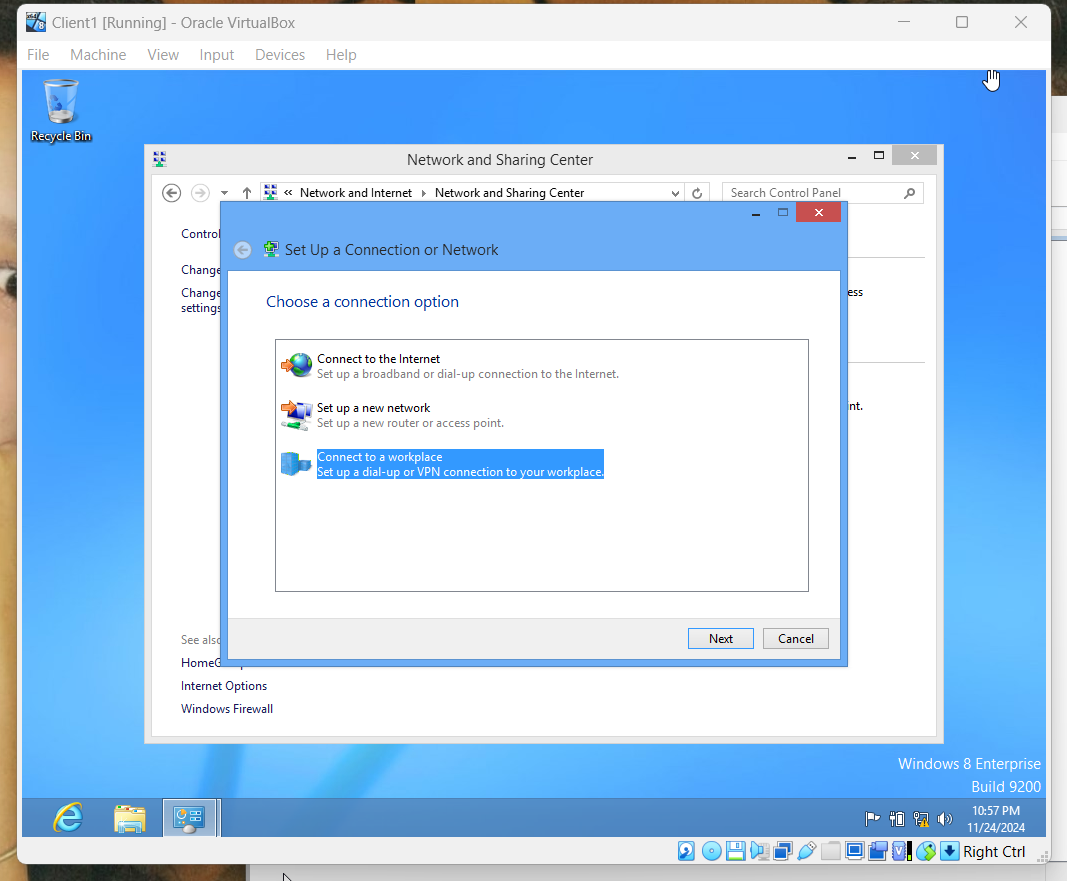 Client1 [Running] - Oracle VirtualBox
File Machine View Input Devices Help
Recycle Bin
Network and Sharing Center
« Network and Internet Network and Sharing Center Search Control Panel
Set Up a Connection or Network
Choose a connection option
Connect to the Internet
Set up a broadband or dial-up connection to the Internet.
Set up a new network
Set up a new router or access point.
Connect to a workplace
Set up a dial-up or VPN connection to your workplace.
Next Cancel
Control
Change
Change
settings
ess
nt.
See also
Internet Options
Windows Firewall
Windows 8 Enterprise
Build 9200
10:57 PM
11/24/2024
Right Ctrl